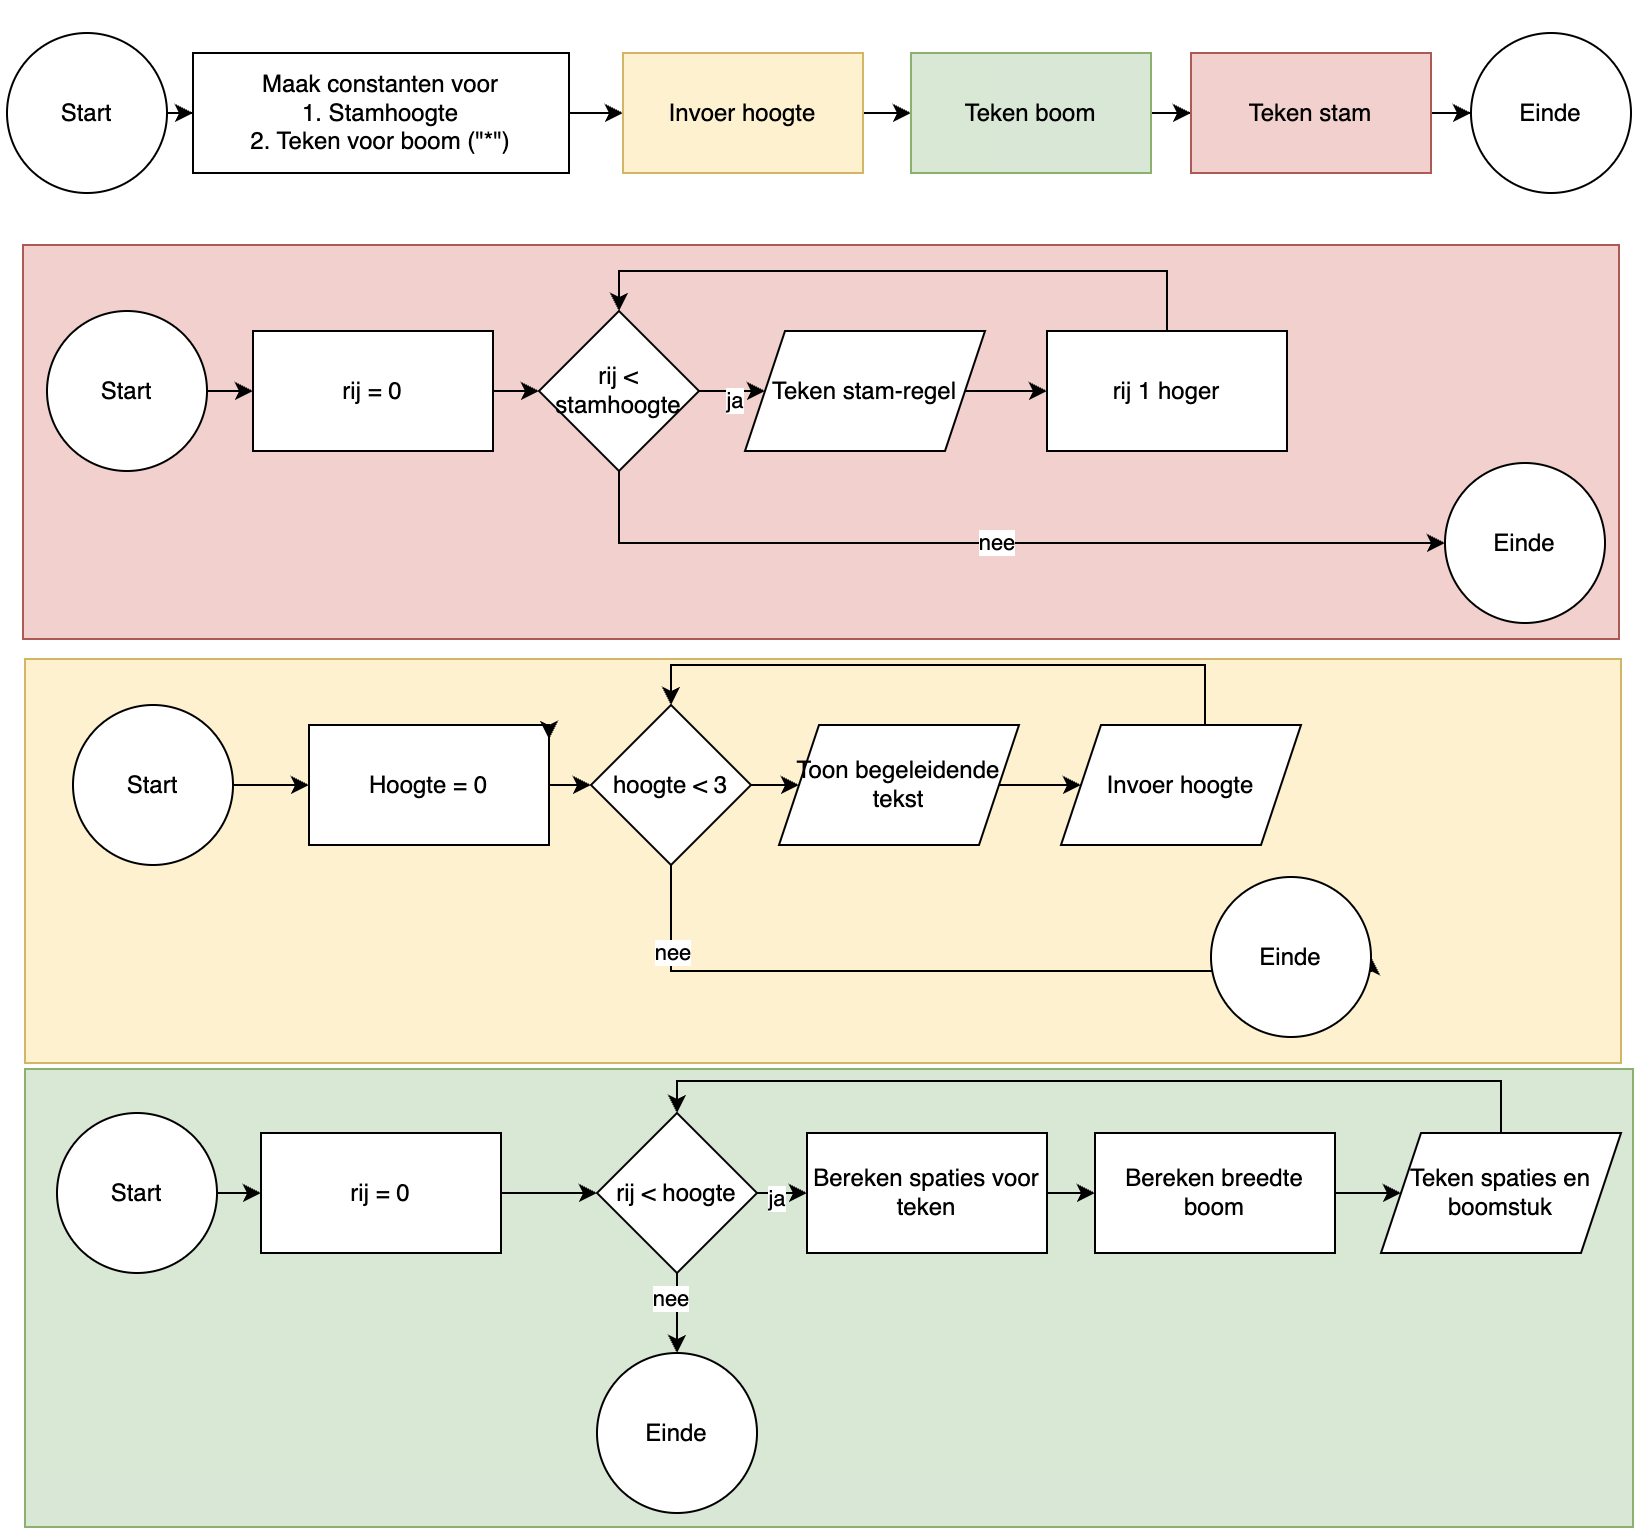 Start
Maak constanten voor
1. Stamhoogte
2. Teken voor boom ("*")
Invoer hoogte
Teken boom
Teken stam
Einde
Start
rij = 0
rij <
stamhoogte
ja
Teken stam-regel
rij 1 hoger
nee
Einde
Start
Hoogte = 0
hoogte < 3
Toon begeleidende
tekst
Invoer hoogte
nee
Einde
Start
rij = 0
rij < hoogte
ja
Bereken spaties voor
teken
Bereken breedte
boom
Teken spaties en
boomstuk
nee
Einde